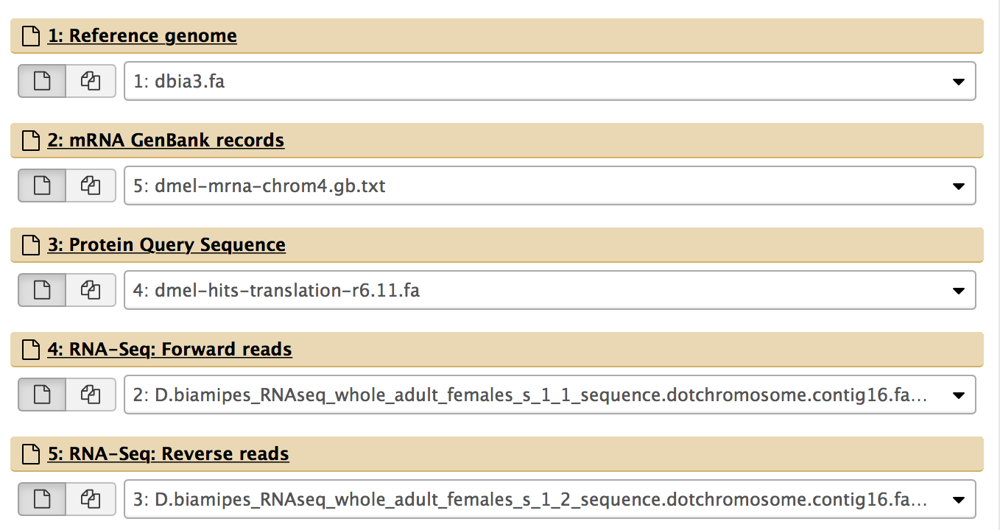 1: Reference genome
1: dbia3.fa
2: mRNA GenBank records
5: dmel-mrna-chrom4.gb.txt
3: Protein Query Sequence
4: dmel-hits-translation-r6.11.fa
4: RNA-Seq: Forward reads
2: D.biamipes_RNAseq_whole_adult_females_s_1_1_sequence.dotchromosome.contig16.fa...
5: RNA-Seq: Reverse reads
3: D.biamipes_RNAseq_whole_adult_females_s_1_2_sequence.dotchromosome.contig16.fa...